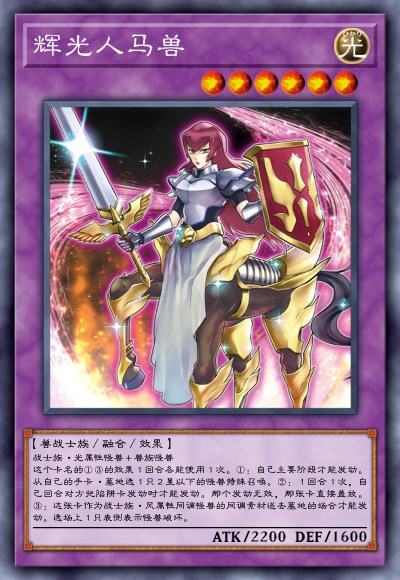 辉光人马兽
ひかり
光
【兽战士族／融合／效果】
战士族·光属性怪兽＋兽族怪兽
这个卡名的①③的效果1回合各能使用1次。①：自己主要阶段才能发动。
从自己的手卡·墓地选1只2星以下的怪兽特殊召唤。②：1回合1次，自
己回合对方把陷阱卡发动时才能发动。那个发动无效，那张卡直接盖放。
③：这张卡作为战士族·风属性同调怪兽的同调素材送去墓地的场合才能发
动。选场上1只表侧表示怪兽破坏。
ATK/2200 DEF/1600